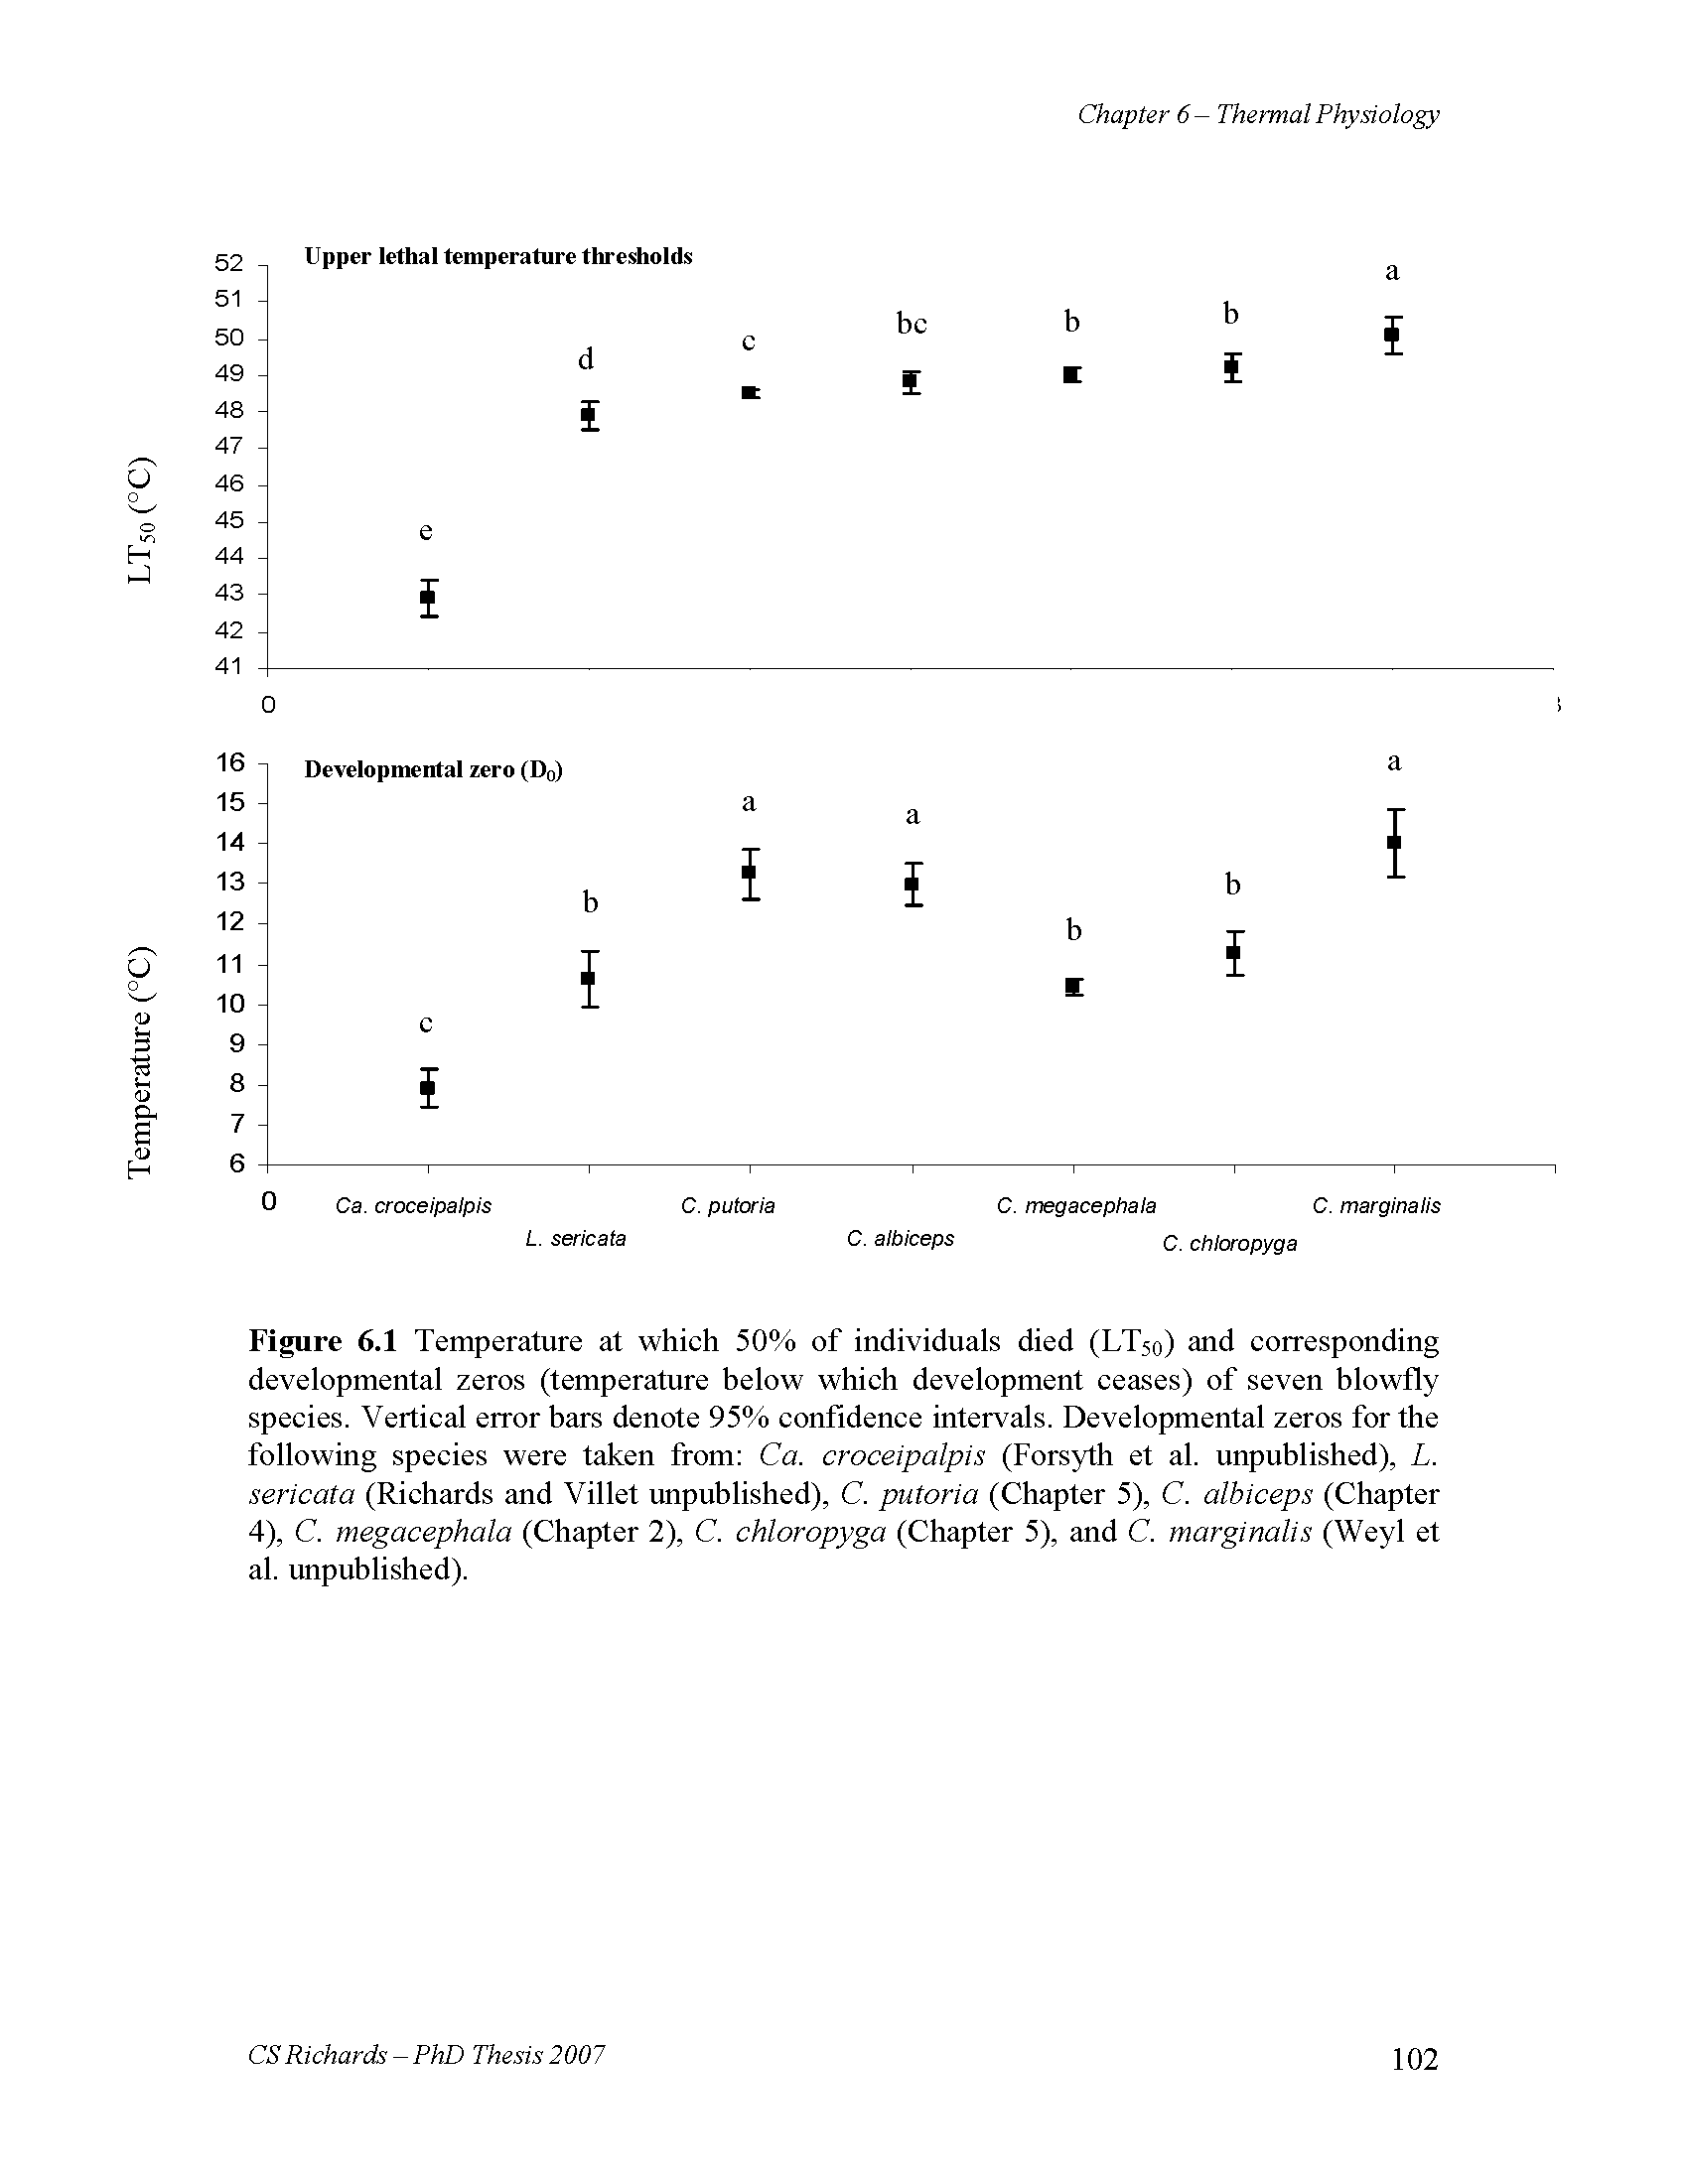 Chapter 6 – Thermal Physiology
Upper lethal temperature thresholds
52
51
50
49
48
47
46
45
44
43
42
41
LT50 (°C)
e
d
c
bc
b
b
a
0
Developmental zero (D0)
16
15
14
13
12
11
10
9
8
7
6
Temperature (°C)
c
b
a
a
b
b
a
0
Ca. croceipalpis
L. sericata
C. putoria
C. albiceps
C. megacephala
C. chloropyga
C. marginalis
Figure 6.1 Temperature at which 50% of individuals died (LT50) and corresponding
developmental zeros (temperature below which development ceases) of seven blowfly
species. Vertical error bars denote 95% confidence intervals. Developmental zeros for the
following species were taken from: Ca. croceipalpis (Forsyth et al. unpublished), L.
sericata (Richards and Villet unpublished), C. putoria (Chapter 5), C. albiceps (Chapter
4), C. megacephala (Chapter 2), C. chloropyga (Chapter 5), and C. marginalis (Weyl et
al. unpublished).
CS Richards – PhD Thesis 2007
102